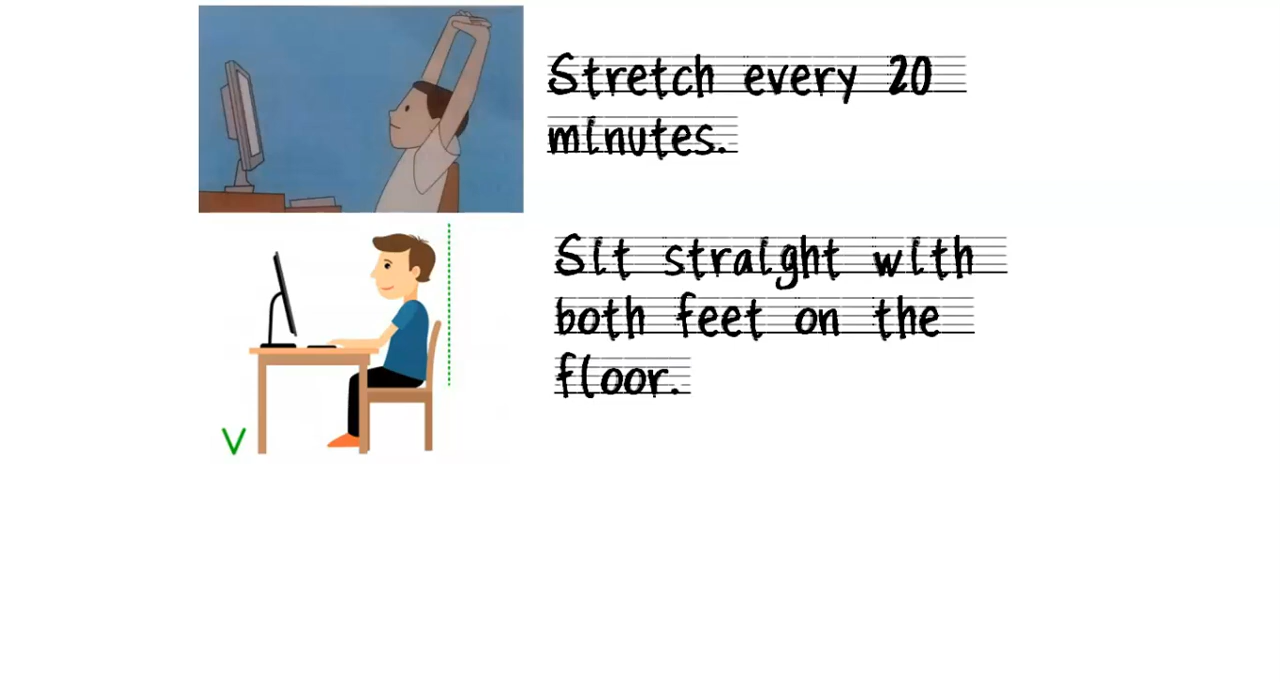 Stretch every 20
minutes.
Sit straight with
both feet on the
floor.